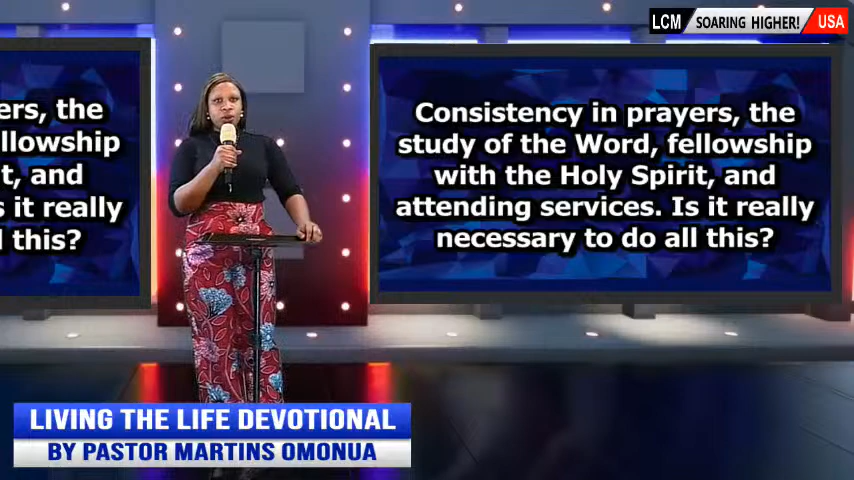 LCM SOARING HIGHER! USA
ers, the
llowship
t, and
s it really
l this?
Consistency in prayers, the
study of the Word, fellowship
with the Holy Spirit, and
attending services. Is it really
necessary to do all this?
LIVING THE LIFE DEVOTIONAL
BY PASTOR MARTINS OMONUA